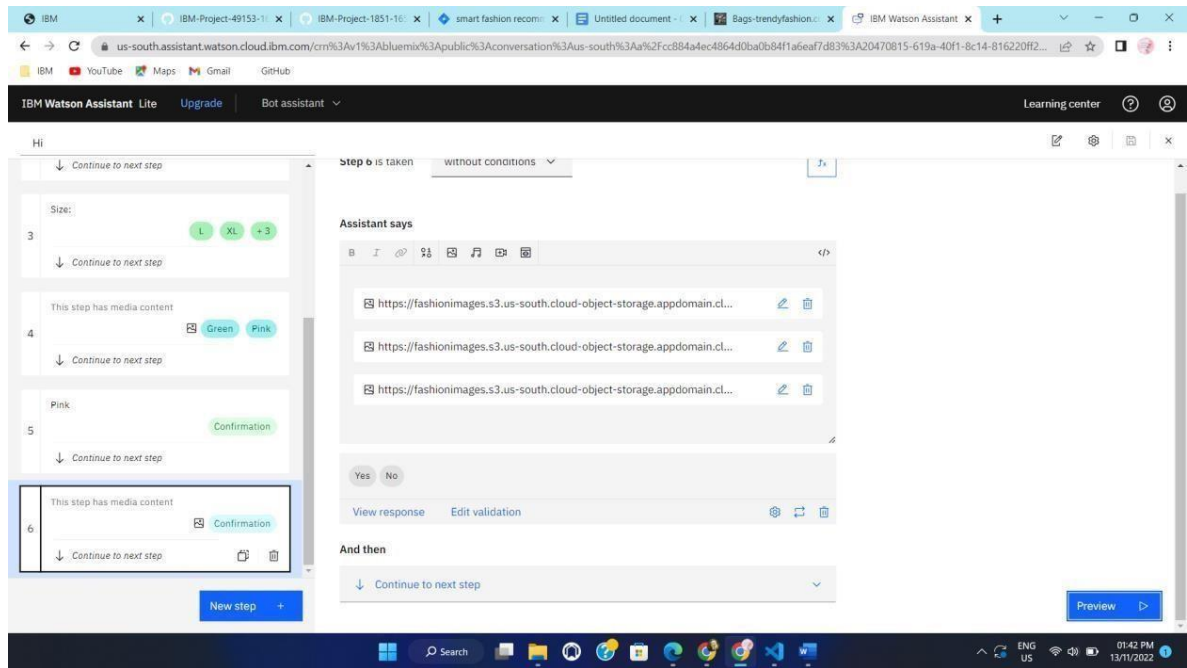 IBM
IBM-Project-49153-1
IBM-Project-1851-16
smart fashion recomm
Untitled document -
Bags-trendyfashion.c
IBM Watson Assistant
us-south.assistant.watson.cloud.ibm.com/crn%3Av1%3Abluemix%3Apublic%3Aconversation%3Aus-south%3Aa%2Fcc884a4ec4864d0ba0b84f1a6eaf7d83%3A20470815-619a-40f1-8c14-816220ff2...
IBM YouTube Maps Gmail GitHub
IBM Watson Assistant Lite Upgrade Bot assistant Learning center
Hi
Continue to next step
3
Size:
L XL + 3
Continue to next step
4
This step has media content
Green Pink
Continue to next step
5
Pink
Confirmation
Continue to next step
6
This step has media content
Confirmation
Continue to next step
New step +
Step 6 is taken without conditions
Assistant says
B I </>
https://fashionimages.s3.us-south.cloud-object-storage.appdomain.cl...
https://fashionimages.s3.us-south.cloud-object-storage.appdomain.cl...
https://fashionimages.s3.us-south.cloud-object-storage.appdomain.cl...
Yes No
View response Edit validation
And then
Continue to next step
Preview
Search
ENG
US
01:42 PM
13/11/2022
1